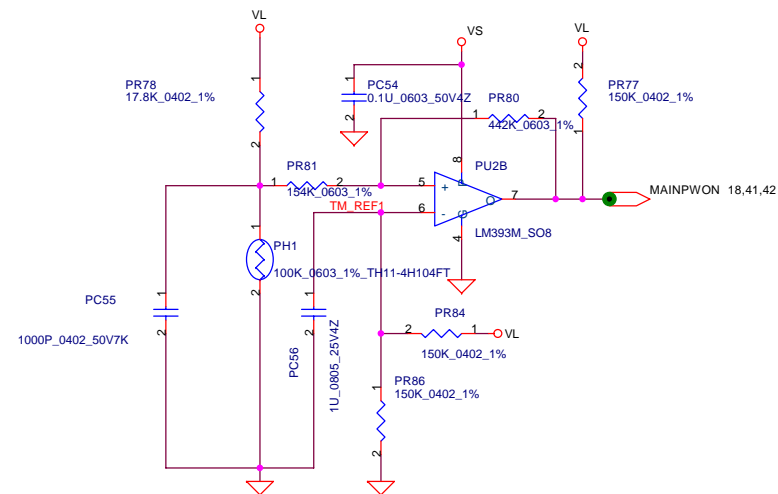 VL
VS
VL
PR78
17.8K_0402_1%
1
2
PC54
0.1U_0603_50V4Z
1
2
PR80
442K_0603_1%
1
2
PR77
150K_0402_1%
2
1
PR81
154K_0603_1%
1
2
TM_REF1
5
6
+
-
8
P
G
O
4
7
PU2B
LM393M_SO8
MAINPWON 18,41,42
PH1
100K_0603_1%_TH11-4H104FT
1
2
PC55
1000P_0402_50V7K
1
2
PC56
1U_0805_25V4Z
1
2
PR84
150K_0402_1%
2
1
VL
PR86
150K_0402_1%
1
2